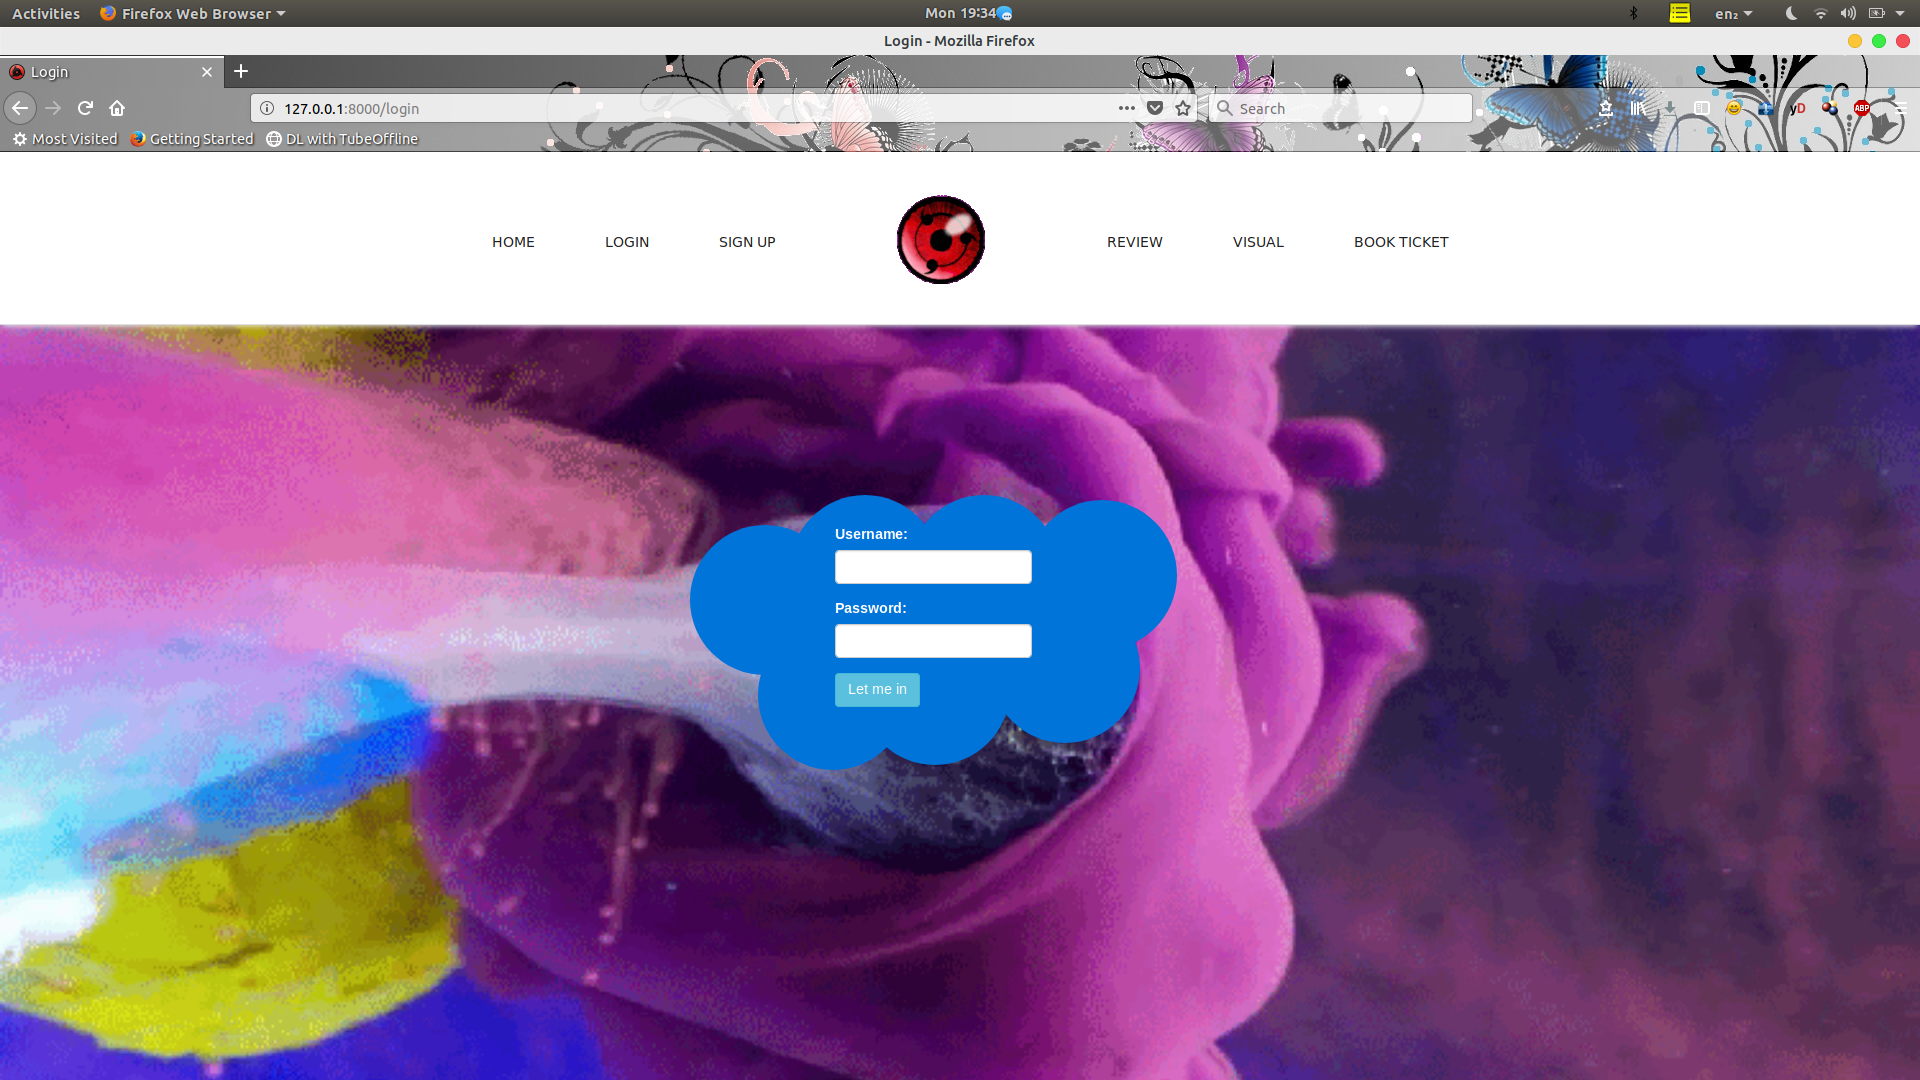 Activities Firefox Web Browser Mon 19:34 en₂
Login - Mozilla Firefox
Login
127.0.0.1:8000/login Search yD ABP
Most Visited Getting Started DL with TubeOffline
HOME LOGIN SIGN UP REVIEW VISUAL BOOK TICKET
Username:
Password:
Let me in